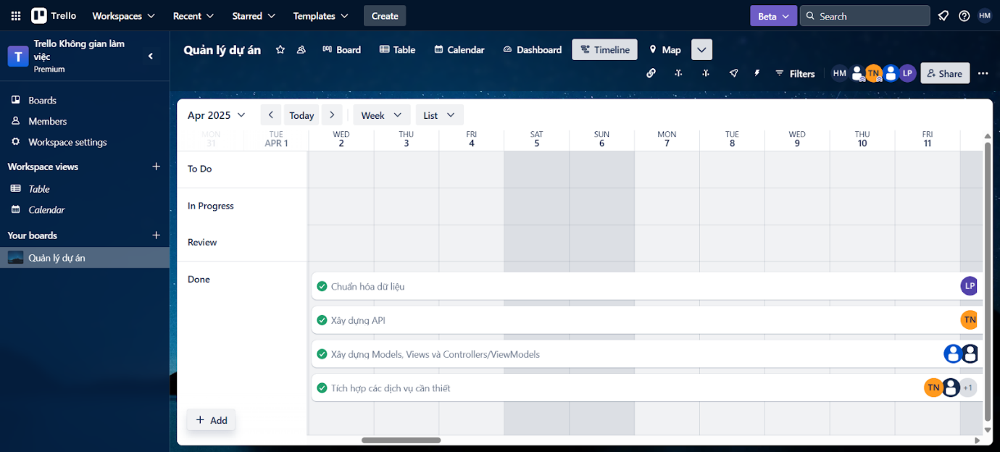 Trello Workspaces Recent Starred Templates Create Beta Search HM
T Trello Không gian làm việc
Premium
Boards
Members
Workspace settings
Workspace views
Table
Calendar
Your boards
Quản lý dự án
Quản lý dự án Board Table Calendar Dashboard Timeline Map
Filters HM TN LP Share
Apr 2025 Today Week List
MON 31 TUE APR 1 WED 2 THU 3 FRI 4 SAT 5 SUN 6 MON 7 TUE 8 WED 9 THU 10 FRI 11
To Do
In Progress
Review
Done
Chuẩn hóa dữ liệu LP
Xây dựng API TN
Xây dựng Models, Views và Controllers/ViewModels
Tích hợp các dịch vụ cần thiết TN +1
Add